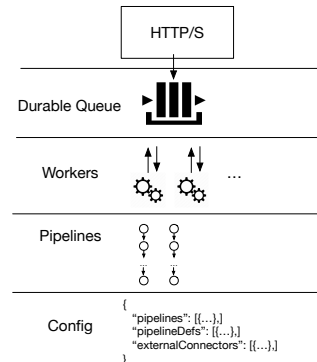 HTTP/S
Durable Queue
Workers
...
Pipelines
... ...
Config
{
"pipelines": [{...},]
"pipelineDefs": [{...},]
"externalConnectors": [{...},]
}